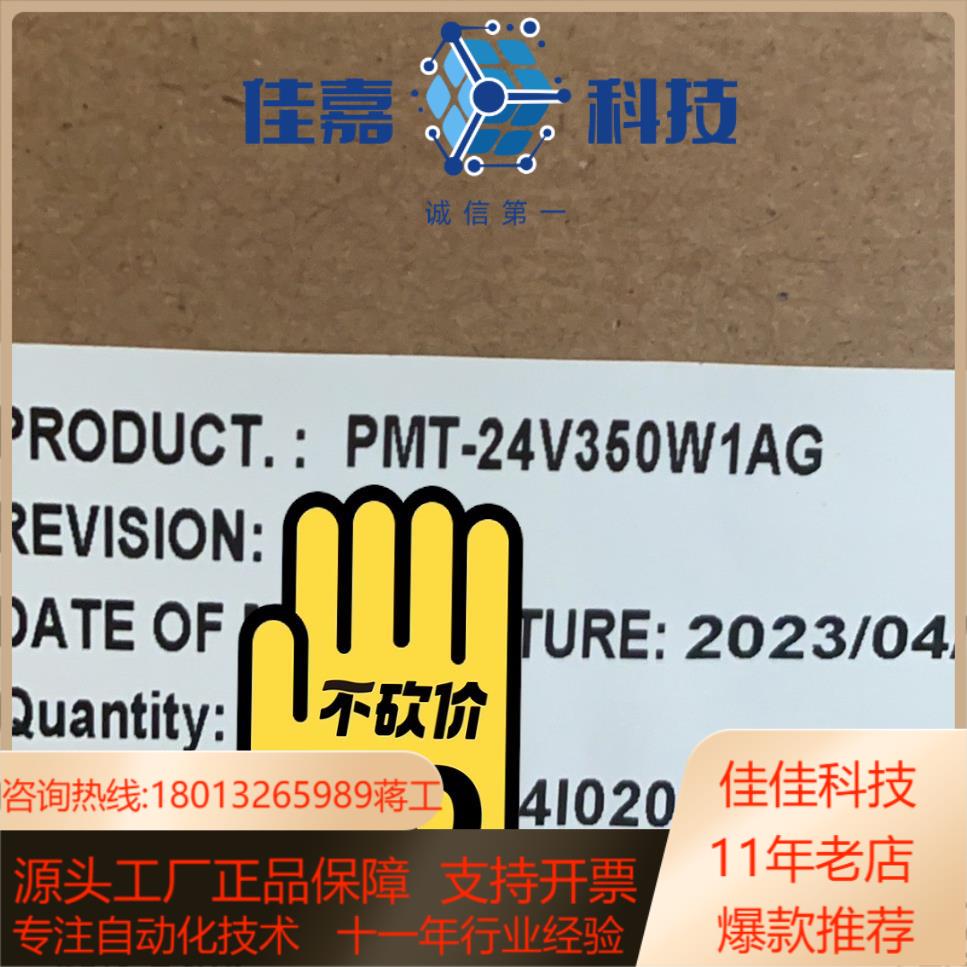 佳嘉科技
诚信第一
PRODUCT.: PMT-24V350W1AG
REVISION:
DATE OF TURE: 2023/04
Quantity:
不砍价
4I020
咨询热线:18013265989蒋工
佳佳科技
11年老店
爆款推荐
源头工厂正品保障 支持开票
专注自动化技术 十一年行业经验